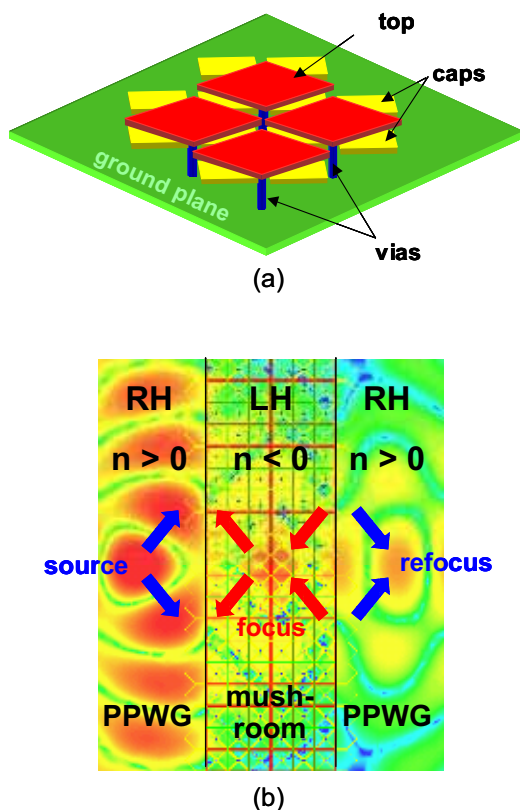 top
caps
ground plane
vias
(a)
RH LH RH
n > 0 n < 0 n > 0
source
refocus
focus
PPWG mush-room PPWG
(b)